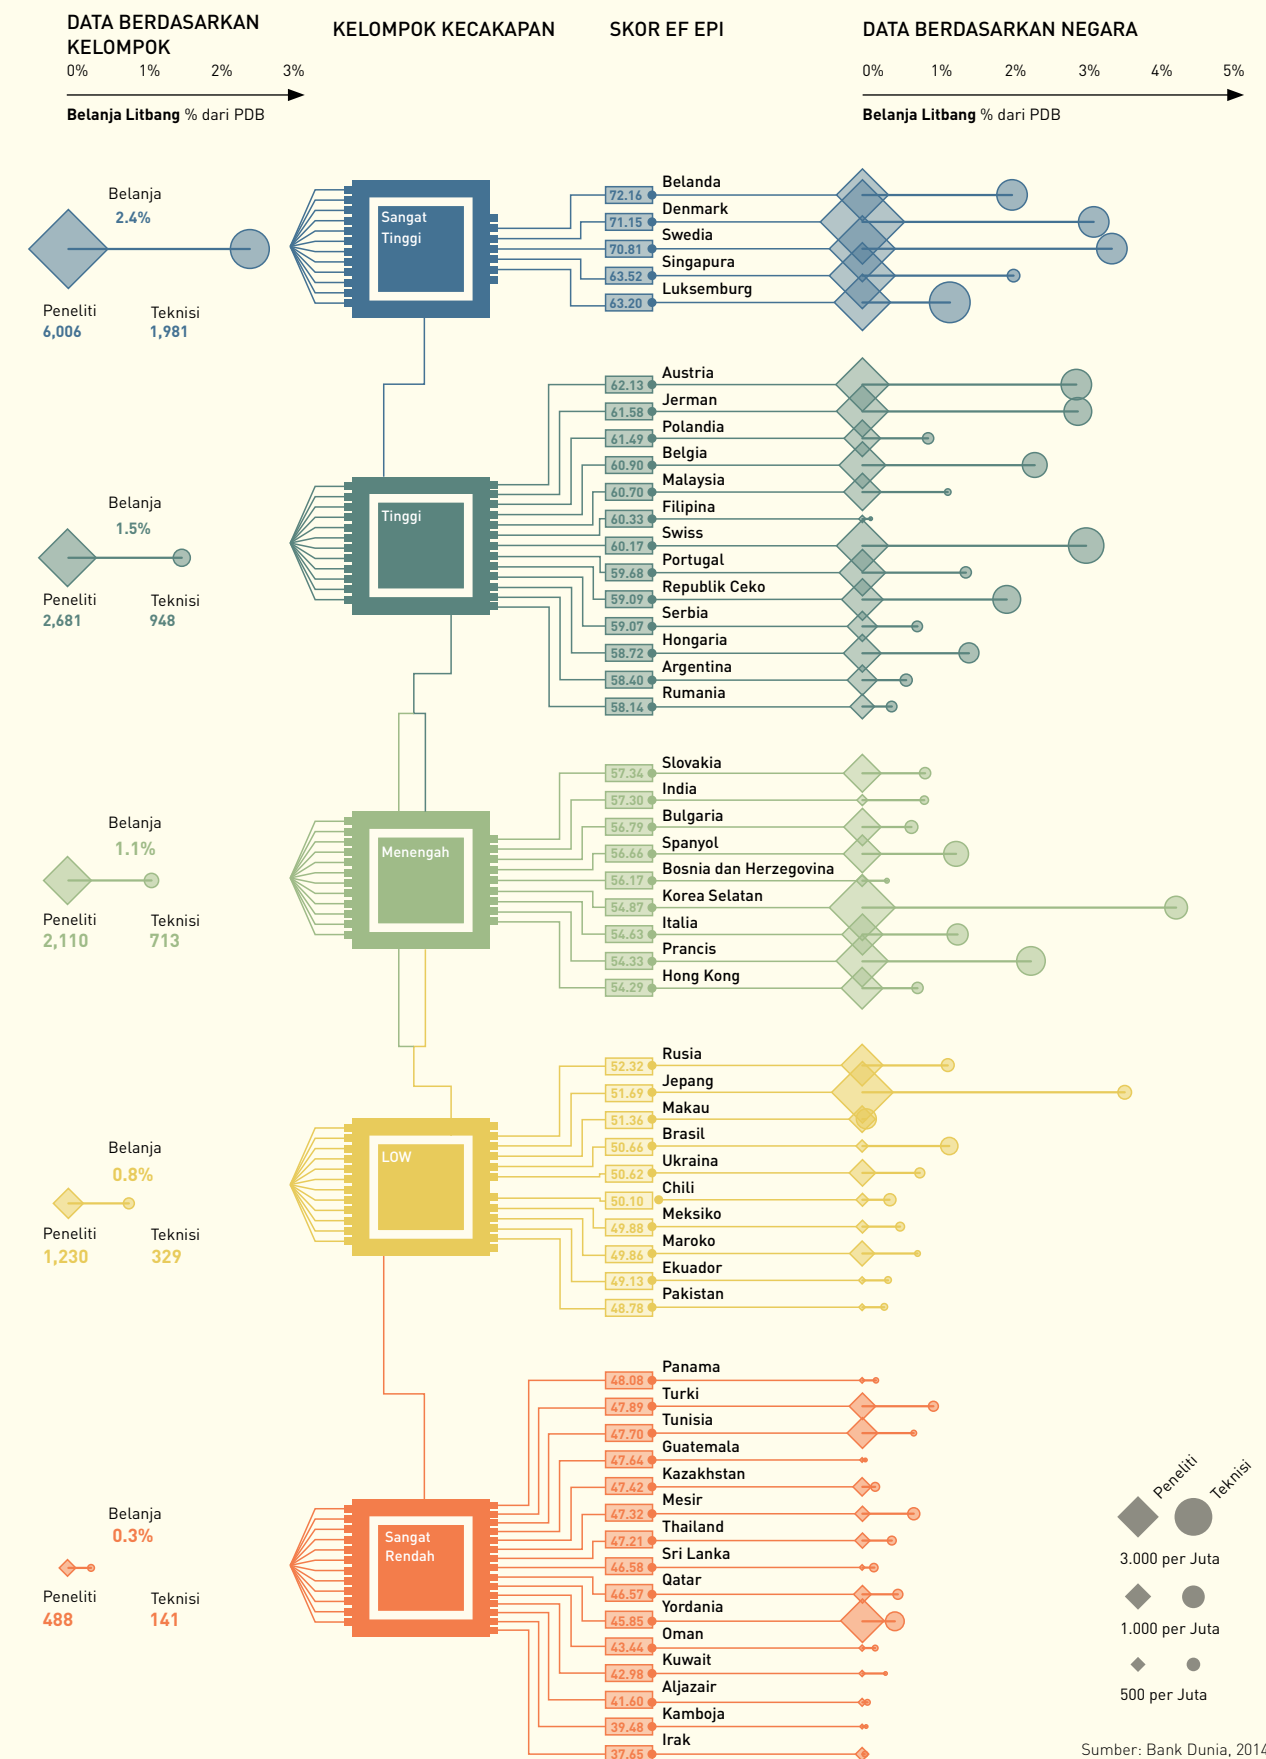 DATA BERDASARKAN
KELOMPOK
KELOMPOK KECAKAPAN
SKOR EF EPI
DATA BERDASARKAN NEGARA
0% 1% 2% 3%
0% 1% 2% 3% 4% 5%
Belanja Litbang % dari PDB
Belanja Litbang % dari PDB
Belanja
2.4%
Peneliti
6,006
Teknisi
1,981
Sangat
Tinggi
72.16 Belanda
71.15 Denmark
70.81 Swedia
63.52 Singapura
63.20 Luksemburg
Belanja
1.5%
Peneliti
2,681
Teknisi
948
Tinggi
62.13 Austria
61.58 Jerman
61.49 Polandia
60.90 Belgia
60.70 Malaysia
60.33 Filipina
60.17 Swiss
59.68 Portugal
59.09 Republik Ceko
59.07 Serbia
58.72 Hongaria
58.40 Argentina
58.14 Rumania
Belanja
1.1%
Peneliti
2,110
Teknisi
713
Menengah
57.34 Slovakia
57.30 India
56.79 Bulgaria
56.66 Spanyol
56.17 Bosnia dan Herzegovina
54.87 Korea Selatan
54.63 Italia
54.33 Prancis
54.29 Hong Kong
Belanja
0.8%
Peneliti
1,230
Teknisi
329
LOW
52.32 Rusia
51.69 Jepang
51.36 Makau
50.66 Brasil
50.62 Ukraina
50.10 Chili
49.88 Meksiko
49.86 Maroko
49.13 Ekuador
48.78 Pakistan
Belanja
0.3%
Peneliti
488
Teknisi
141
Sangat
Rendah
48.08 Panama
47.89 Turki
47.70 Tunisia
47.64 Guatemala
47.42 Kazakhstan
47.32 Mesir
47.21 Thailand
46.58 Sri Lanka
46.57 Qatar
45.85 Yordania
43.44 Oman
42.98 Kuwait
41.60 Aljazair
39.48 Kamboja
37.65 Irak
Peneliti
Teknisi
3.000 per Juta
1.000 per Juta
500 per Juta
Sumber: Bank Dunia, 2014